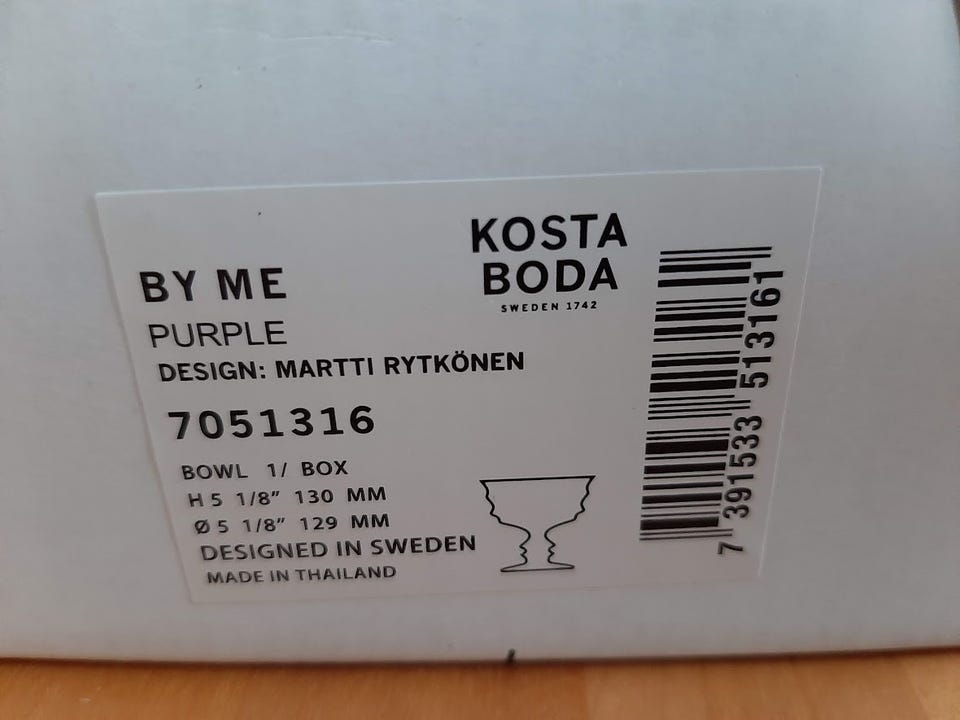 KOSTA
BODA
SWEDEN 1742
BY ME
PURPLE
DESIGN: MARTTI RYTKÖNEN
7051316
BOWL 1/ BOX
H 5 1/8" 130 MM
Ø 5 1/8" 129 MM
DESIGNED IN SWEDEN
MADE IN THAILAND
7 391533 513161